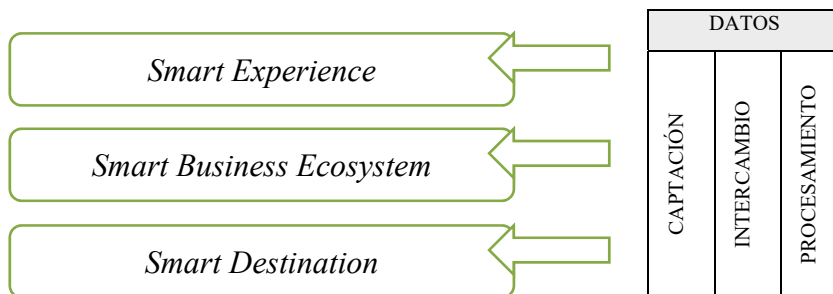 Smart Experience
Smart Business Ecosystem
Smart Destination
DATOS
CAPTACIÓN
INTERCAMBIO
PROCESAMIENTO